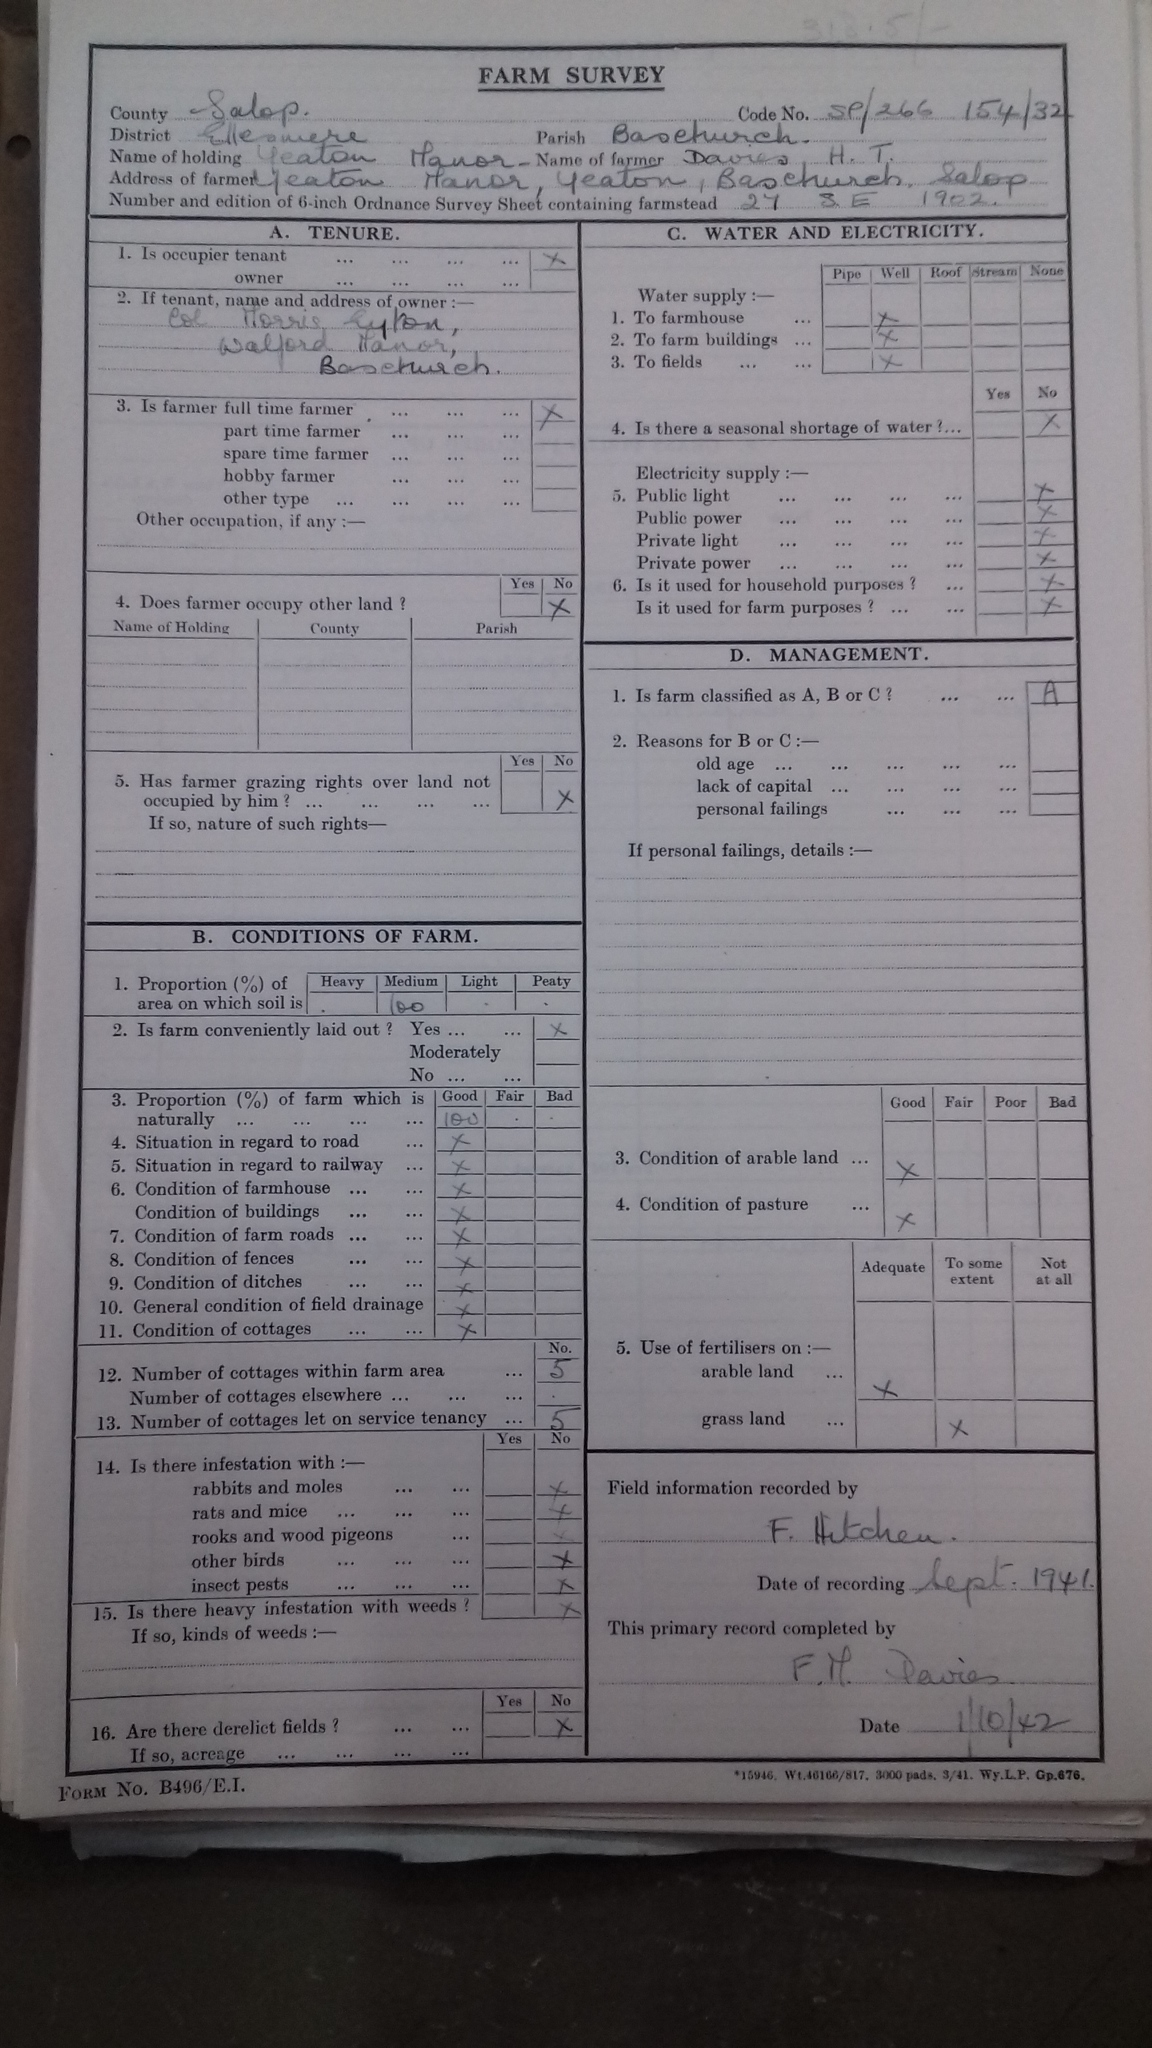 FARM SURVEY
County Salop. Code No. SP/266 154/32
District Ellesmere Parish Baschurch.
Name of holding Yeaton Manor - Name of farmer Davies, H. T.
Address of farmer Yeaton Manor, Yeaton, Baschurch. Salop
Number and edition of 6-inch Ordnance Survey Sheet containing farmstead 27 S.E 1902.
A. TENURE.
1. Is occupier tenant ... ... ... ... X
owner ... ... ... ...
2. If tenant, name and address of owner :—
Col Morris Eyton,
Walford Manor,
Baschurch.
3. Is farmer full time farmer ... ... ... X
part time farmer ... ... ...
spare time farmer ... ... ...
hobby farmer ... ... ...
other type ... ... ... ...
Other occupation, if any :—
Yes No
4. Does farmer occupy other land ? X
Name of Holding County Parish
Yes No
5. Has farmer grazing rights over land not
occupied by him ? ... ... ... ... X
If so, nature of such rights—
B. CONDITIONS OF FARM.
Heavy Medium Light Peaty
1. Proportion (%) of
area on which soil is . 100 . .
2. Is farm conveniently laid out ? Yes ... ... X
Moderately
No ... ...
Good Fair Bad
3. Proportion (%) of farm which is
naturally ... ... ... ... 100 . .
4. Situation in regard to road ... X
5. Situation in regard to railway ... X
6. Condition of farmhouse ... ... X
Condition of buildings ... ... X
7. Condition of farm roads ... ... X
8. Condition of fences ... ... X
9. Condition of ditches ... ... X
10. General condition of field drainage X
11. Condition of cottages ... ... X
No.
12. Number of cottages within farm area ... 5
Number of cottages elsewhere ... ... ... .
13. Number of cottages let on service tenancy ... 5
Yes No
14. Is there infestation with :—
rabbits and moles ... ... X
rats and mice ... ... ... X
rooks and wood pigeons ... X
other birds ... ... ... X
insect pests ... ... ... X
15. Is there heavy infestation with weeds ? X
If so, kinds of weeds :—
Yes No
16. Are there derelict fields ? ... ... X
If so, acreage ... ... ... ...
C. WATER AND ELECTRICITY.
Pipe Well Roof Stream None
Water supply :—
1. To farmhouse ... X
2. To farm buildings ... X
3. To fields ... ... X
Yes No
4. Is there a seasonal shortage of water ?... X
Electricity supply :—
5. Public light ... ... ... ... X
Public power ... ... ... ... X
Private light ... ... ... ... X
Private power ... ... ... ... X
6. Is it used for household purposes ? ... X
Is it used for farm purposes ? ... ... X
D. MANAGEMENT.
1. Is farm classified as A, B or C ? ... ... A
2. Reasons for B or C :—
old age ... ... ... ... ...
lack of capital ... ... ... ...
personal failings ... ... ...
If personal failings, details :—
Good Fair Poor Bad
3. Condition of arable land ... X
4. Condition of pasture ... X
Adequate To some extent Not at all
5. Use of fertilisers on :—
arable land ... X
grass land ... X
Field information recorded by
F. Hitchen.
Date of recording Sept. 1941.
This primary record completed by
F.M. Davies
Date 1/10/42
FORM NO. B496/E.I.
*15946. Wt.46166/817. 3000 pads. 3/41. Wy.L.P. Gp.676.